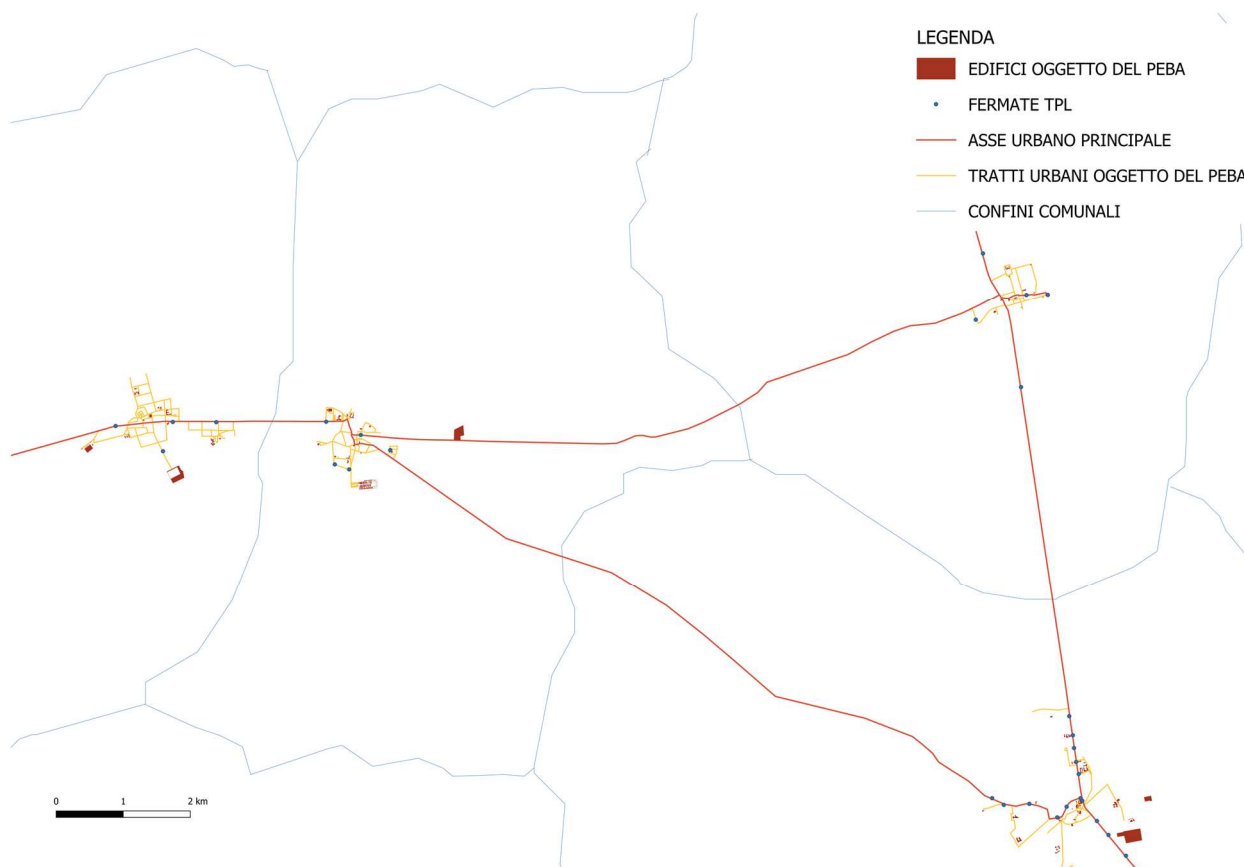 LEGENDA
EDIFICI OGGETTO DEL PEBA
FERMATE TPL
ASSE URBANO PRINCIPALE
TRATTI URBANI OGGETTO DEL PEBA
CONFINI COMUNALI
0 1 2 km